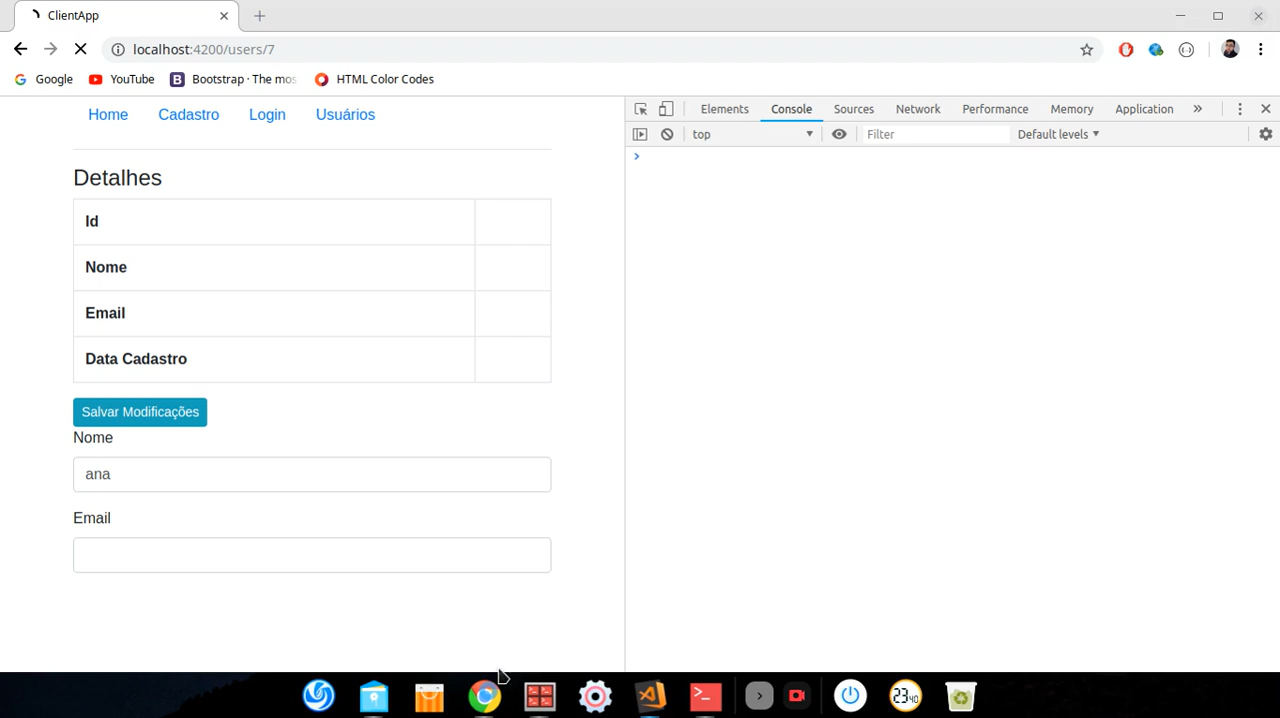 ClientApp
localhost:4200/users/7
Google YouTube Bootstrap · The mos HTML Color Codes
Home Cadastro Login Usuários
Elements Console Sources Network Performance Memory Application »
top Filter Default levels
Detalhes
Id
Nome
Email
Data Cadastro
Salvar Modificações
Nome
ana
Email
23 40